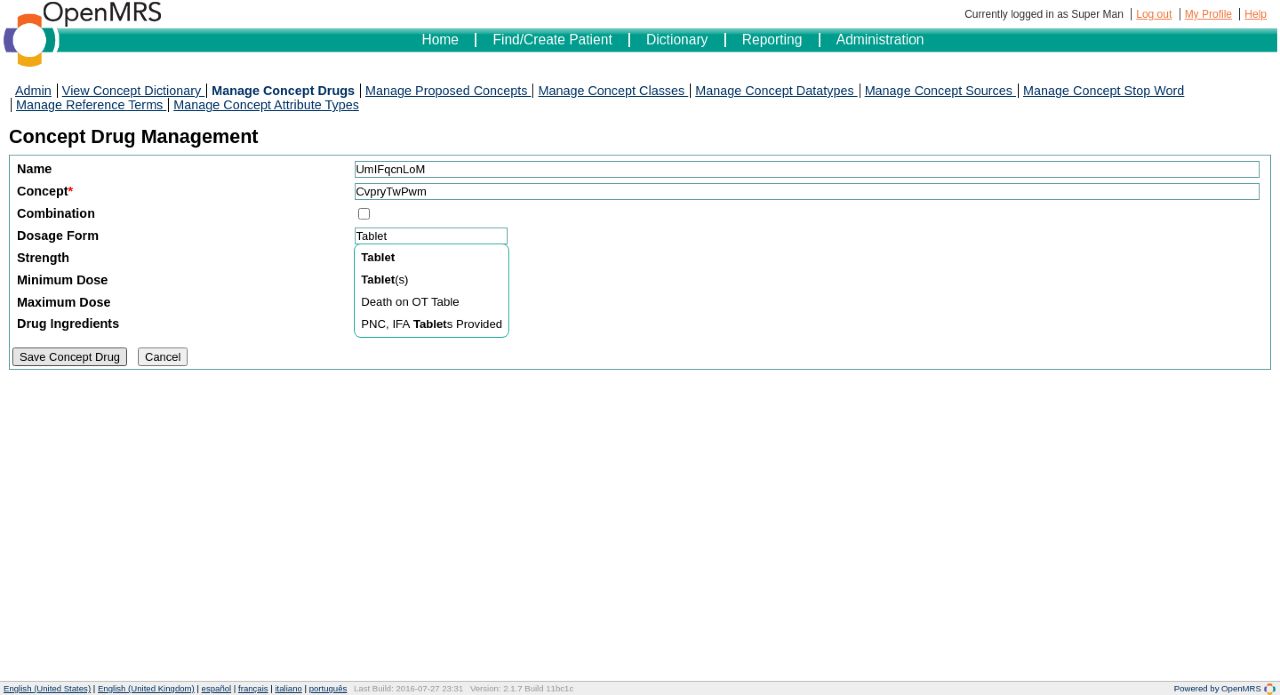 OpenMRS
Currently logged in as Super Man | Log out | My Profile | Help
Home | Find/Create Patient | Dictionary | Reporting | Administration
Admin | View Concept Dictionary | Manage Concept Drugs | Manage Proposed Concepts | Manage Concept Classes | Manage Concept Datatypes | Manage Concept Sources | Manage Concept Stop Word
| Manage Reference Terms | Manage Concept Attribute Types
Concept Drug Management
Name UmIFqcnLoM
Concept* CvpryTwPwm
Combination
Dosage Form Tablet
Strength Tablet
Minimum Dose Tablet(s)
Maximum Dose Death on OT Table
Drug Ingredients PNC, IFA Tablets Provided
Save Concept Drug Cancel
English (United States) | English (United Kingdom) | español | français | italiano | português Last Build: 2016-07-27 23:31 Version: 2.1.7 Build 11bc1c Powered by OpenMRS